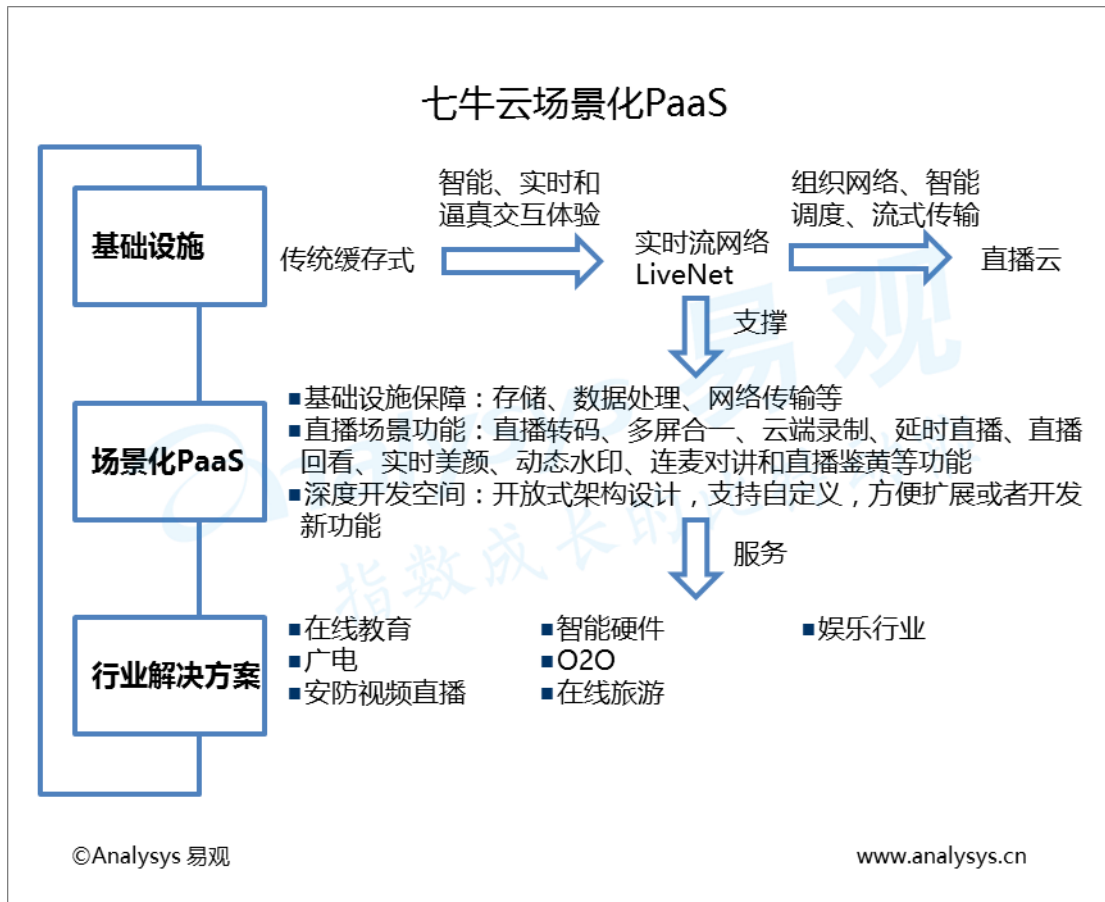 七牛云场景化PaaS
基础设施
传统缓存式
智能、实时和
逼真交互体验
实时流网络
LiveNet
组织网络、智能
调度、流式传输
直播云
支撑
场景化PaaS
■基础设施保障：存储、数据处理、网络传输等
■直播场景功能：直播转码、多屏合一、云端录制、延时直播、直播
回看、实时美颜、动态水印、连麦对讲和直播鉴黄等功能
■深度开发空间：开放式架构设计，支持自定义，方便扩展或者开发
新功能
服务
行业解决方案
■在线教育
■广电
■安防视频直播
■智能硬件
■O2O
■在线旅游
■娱乐行业
©Analysys 易观
www.analysys.cn
analysys 易观
指数成长的